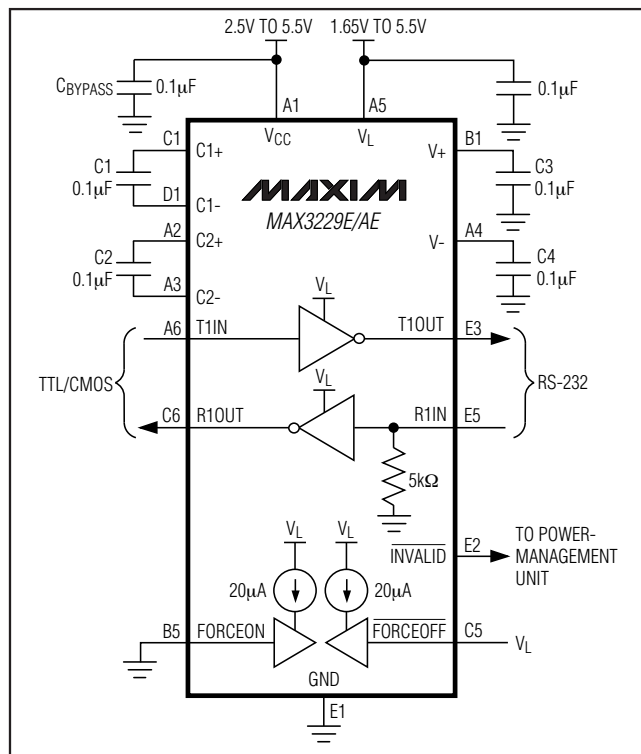 2.5V TO 5.5V 1.65V TO 5.5V
CBYPASS 0.1µF 0.1µF
A1 A5
VCC VL
C1 C1+ V+ B1
C1 0.1µF C3 0.1µF
D1 C1-
MAXIM
MAX3229E/AE
A2 C2+ V- A4
C2 0.1µF C4 0.1µF
A3 C2-
VL
A6 T1IN T1OUT E3
TTL/CMOS RS-232
VL
C6 R1OUT R1IN E5
5kΩ
VL VL
INVALID E2 TO POWER-
MANAGEMENT
UNIT
20µA 20µA
B5 FORCEON FORCEOFF C5 VL
GND
E1